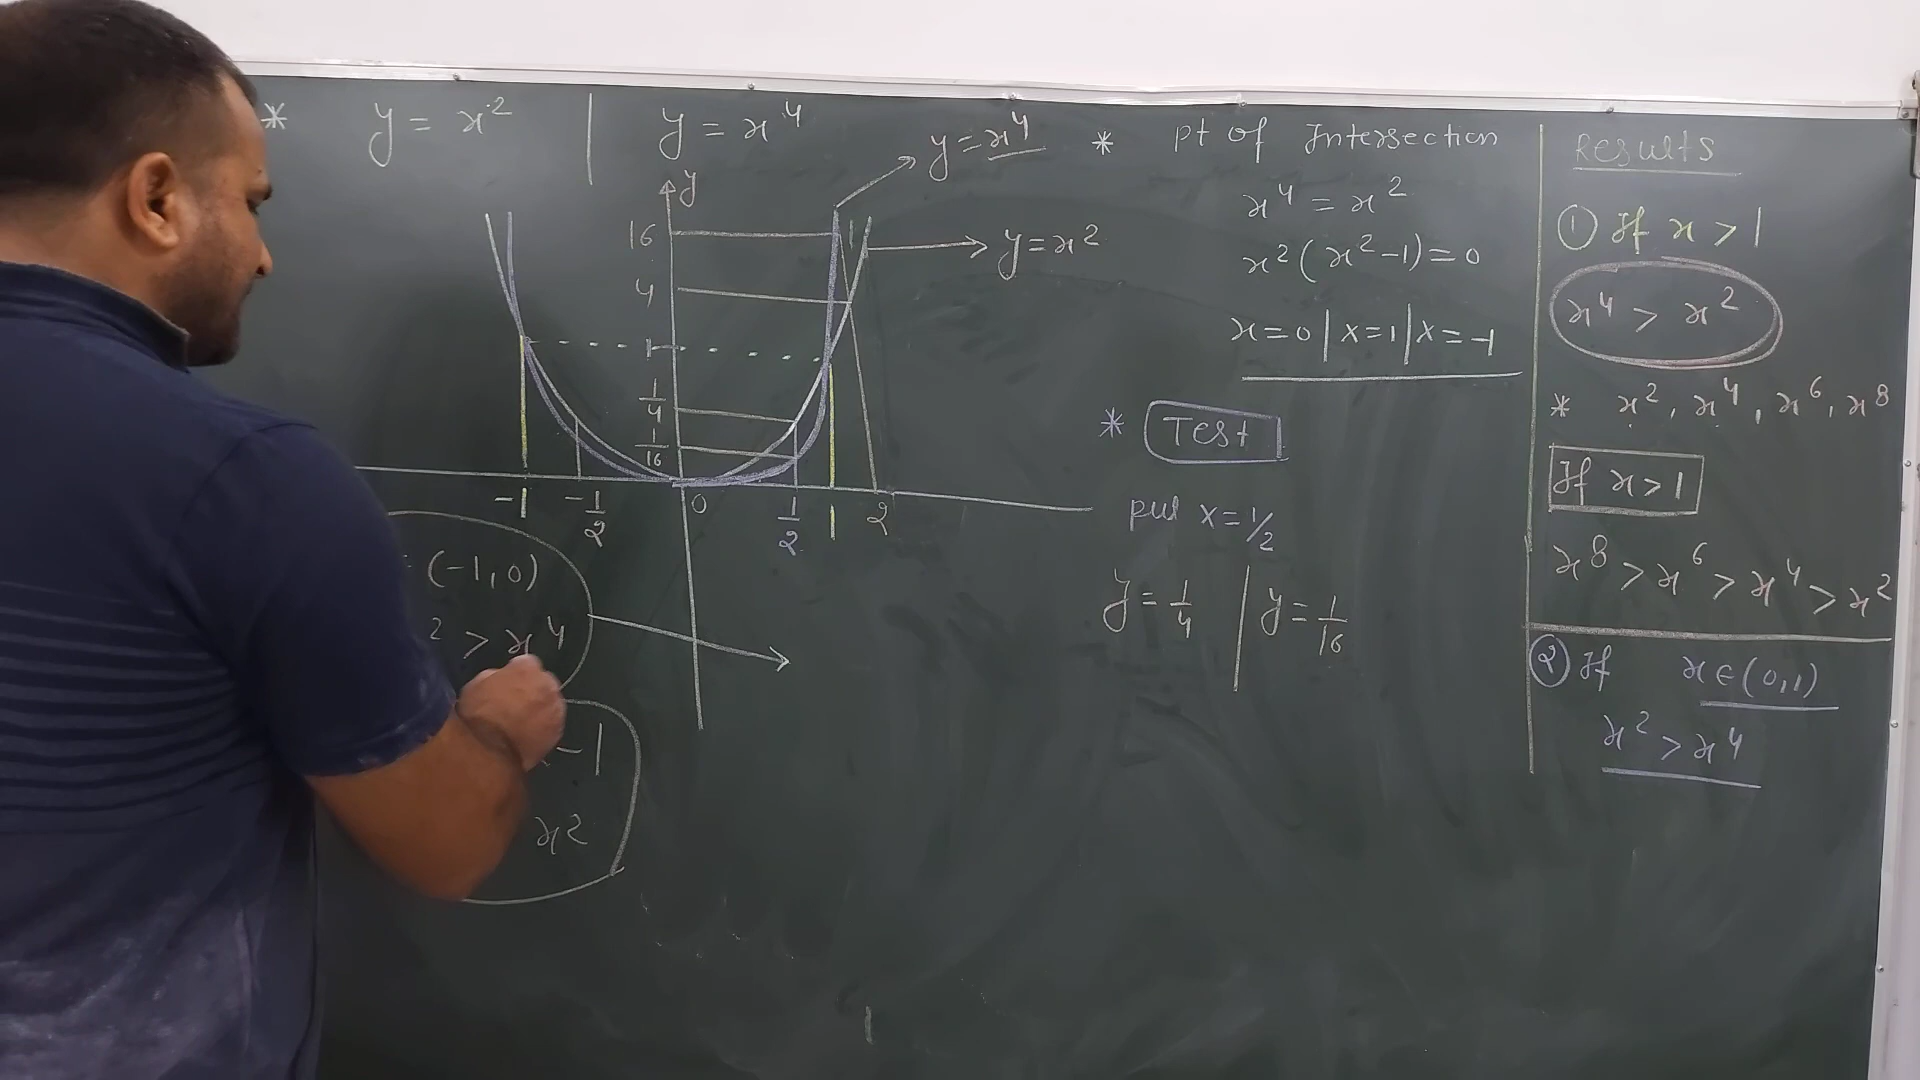 * y = x² | y = x⁴
y = x⁴
y
16
y = x²
4
1
1/4
1/16
-1 -1/2 0 1/2 1 2
(-1,0)
² > x⁴
-1
x²
* Pt of Intersection
x⁴ = x²
x²(x²-1) = 0
x=0 | x=1 | x=-1
* Test
put x = 1/2
y = 1/4 | y = 1/16
Results
① If x > 1
x⁴ > x²
* x², x⁴, x⁶, x⁸
If x > 1
x⁸ > x⁶ > x⁴ > x²
② If x ∈ (0,1)
x² > x⁴